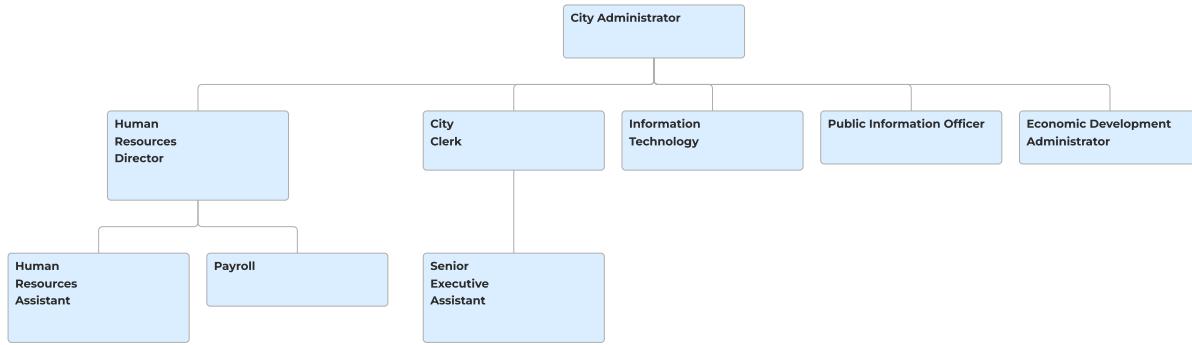 City Administrator
Human
Resources
Director
City
Clerk
Information
Technology
Public Information Officer
Economic Development
Administrator
Human
Resources
Assistant
Payroll
Senior
Executive
Assistant